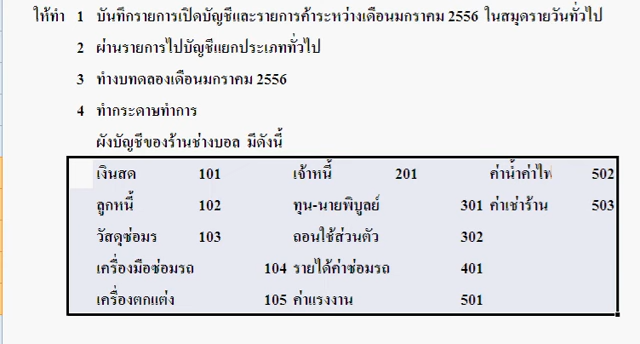 ให้ทำ 1 บันทึกรายการเปิดบัญชีและรายการค้าระหว่างเดือนมกราคม 2556 ในสมุดรายวันทั่วไป
2 ผ่านรายการไปบัญชีแยกประเภททั่วไป
3 ทำงบทดลองเดือนมกราคม 2556
4 ทำกระดาษทำการ
ผังบัญชีของร้านช่างบอล มีดังนี้
เงินสด 101 เจ้าหนี้ 201 ค่าน้ำค่าไฟ 502
ลูกหนี้ 102 ทุน-นายพิบูลย์ 301 ค่าเช่าร้าน 503
วัสดุซ่อมร 103 ถอนใช้ส่วนตัว 302
เครื่องมือซ่อมรถ 104 รายได้ค่าซ่อมรถ 401
เครื่องตกแต่ง 105 ค่าแรงงาน 501